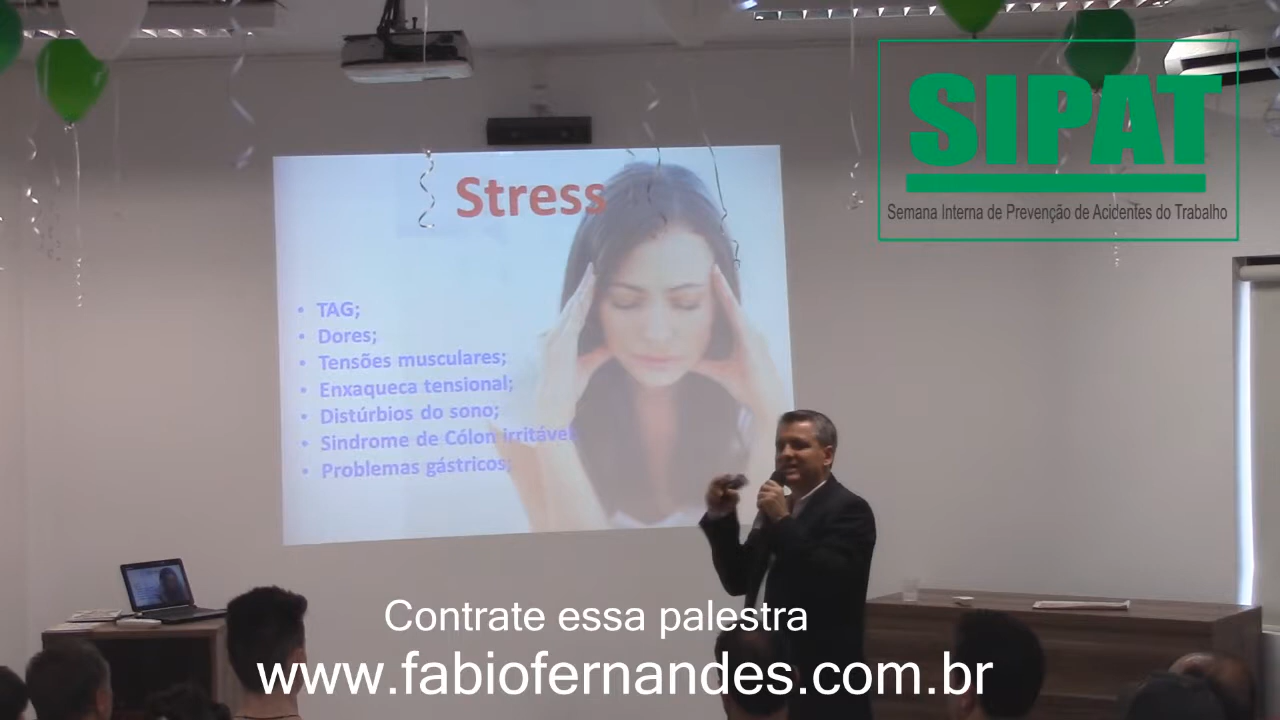 SIPAT
Semana Interna de Prevenção de Acidentes do Trabalho
Stress
• TAG;
• Dores;
• Tensões musculares;
• Enxaqueca tensional;
• Distúrbios do sono;
• Sindrome de Cólon irritável
• Problemas gástricos;
Contrate essa palestra
www.fabiofernandes.com.br